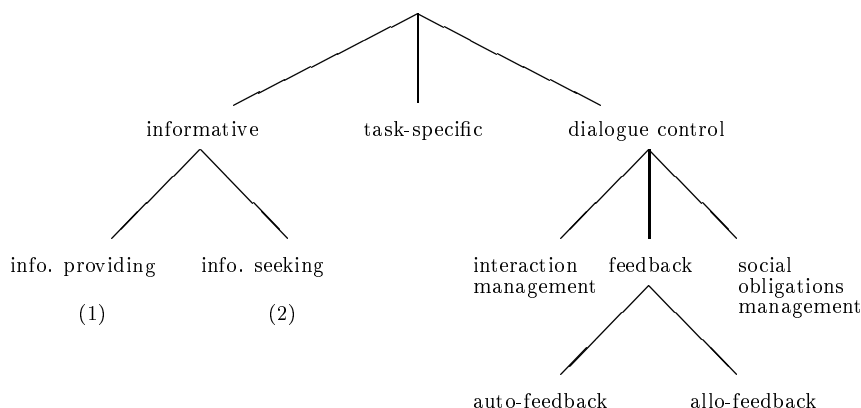 informative task-specific dialogue control
info. providing info. seeking interaction management feedback social obligations management
(1) (2)
auto-feedback allo-feedback